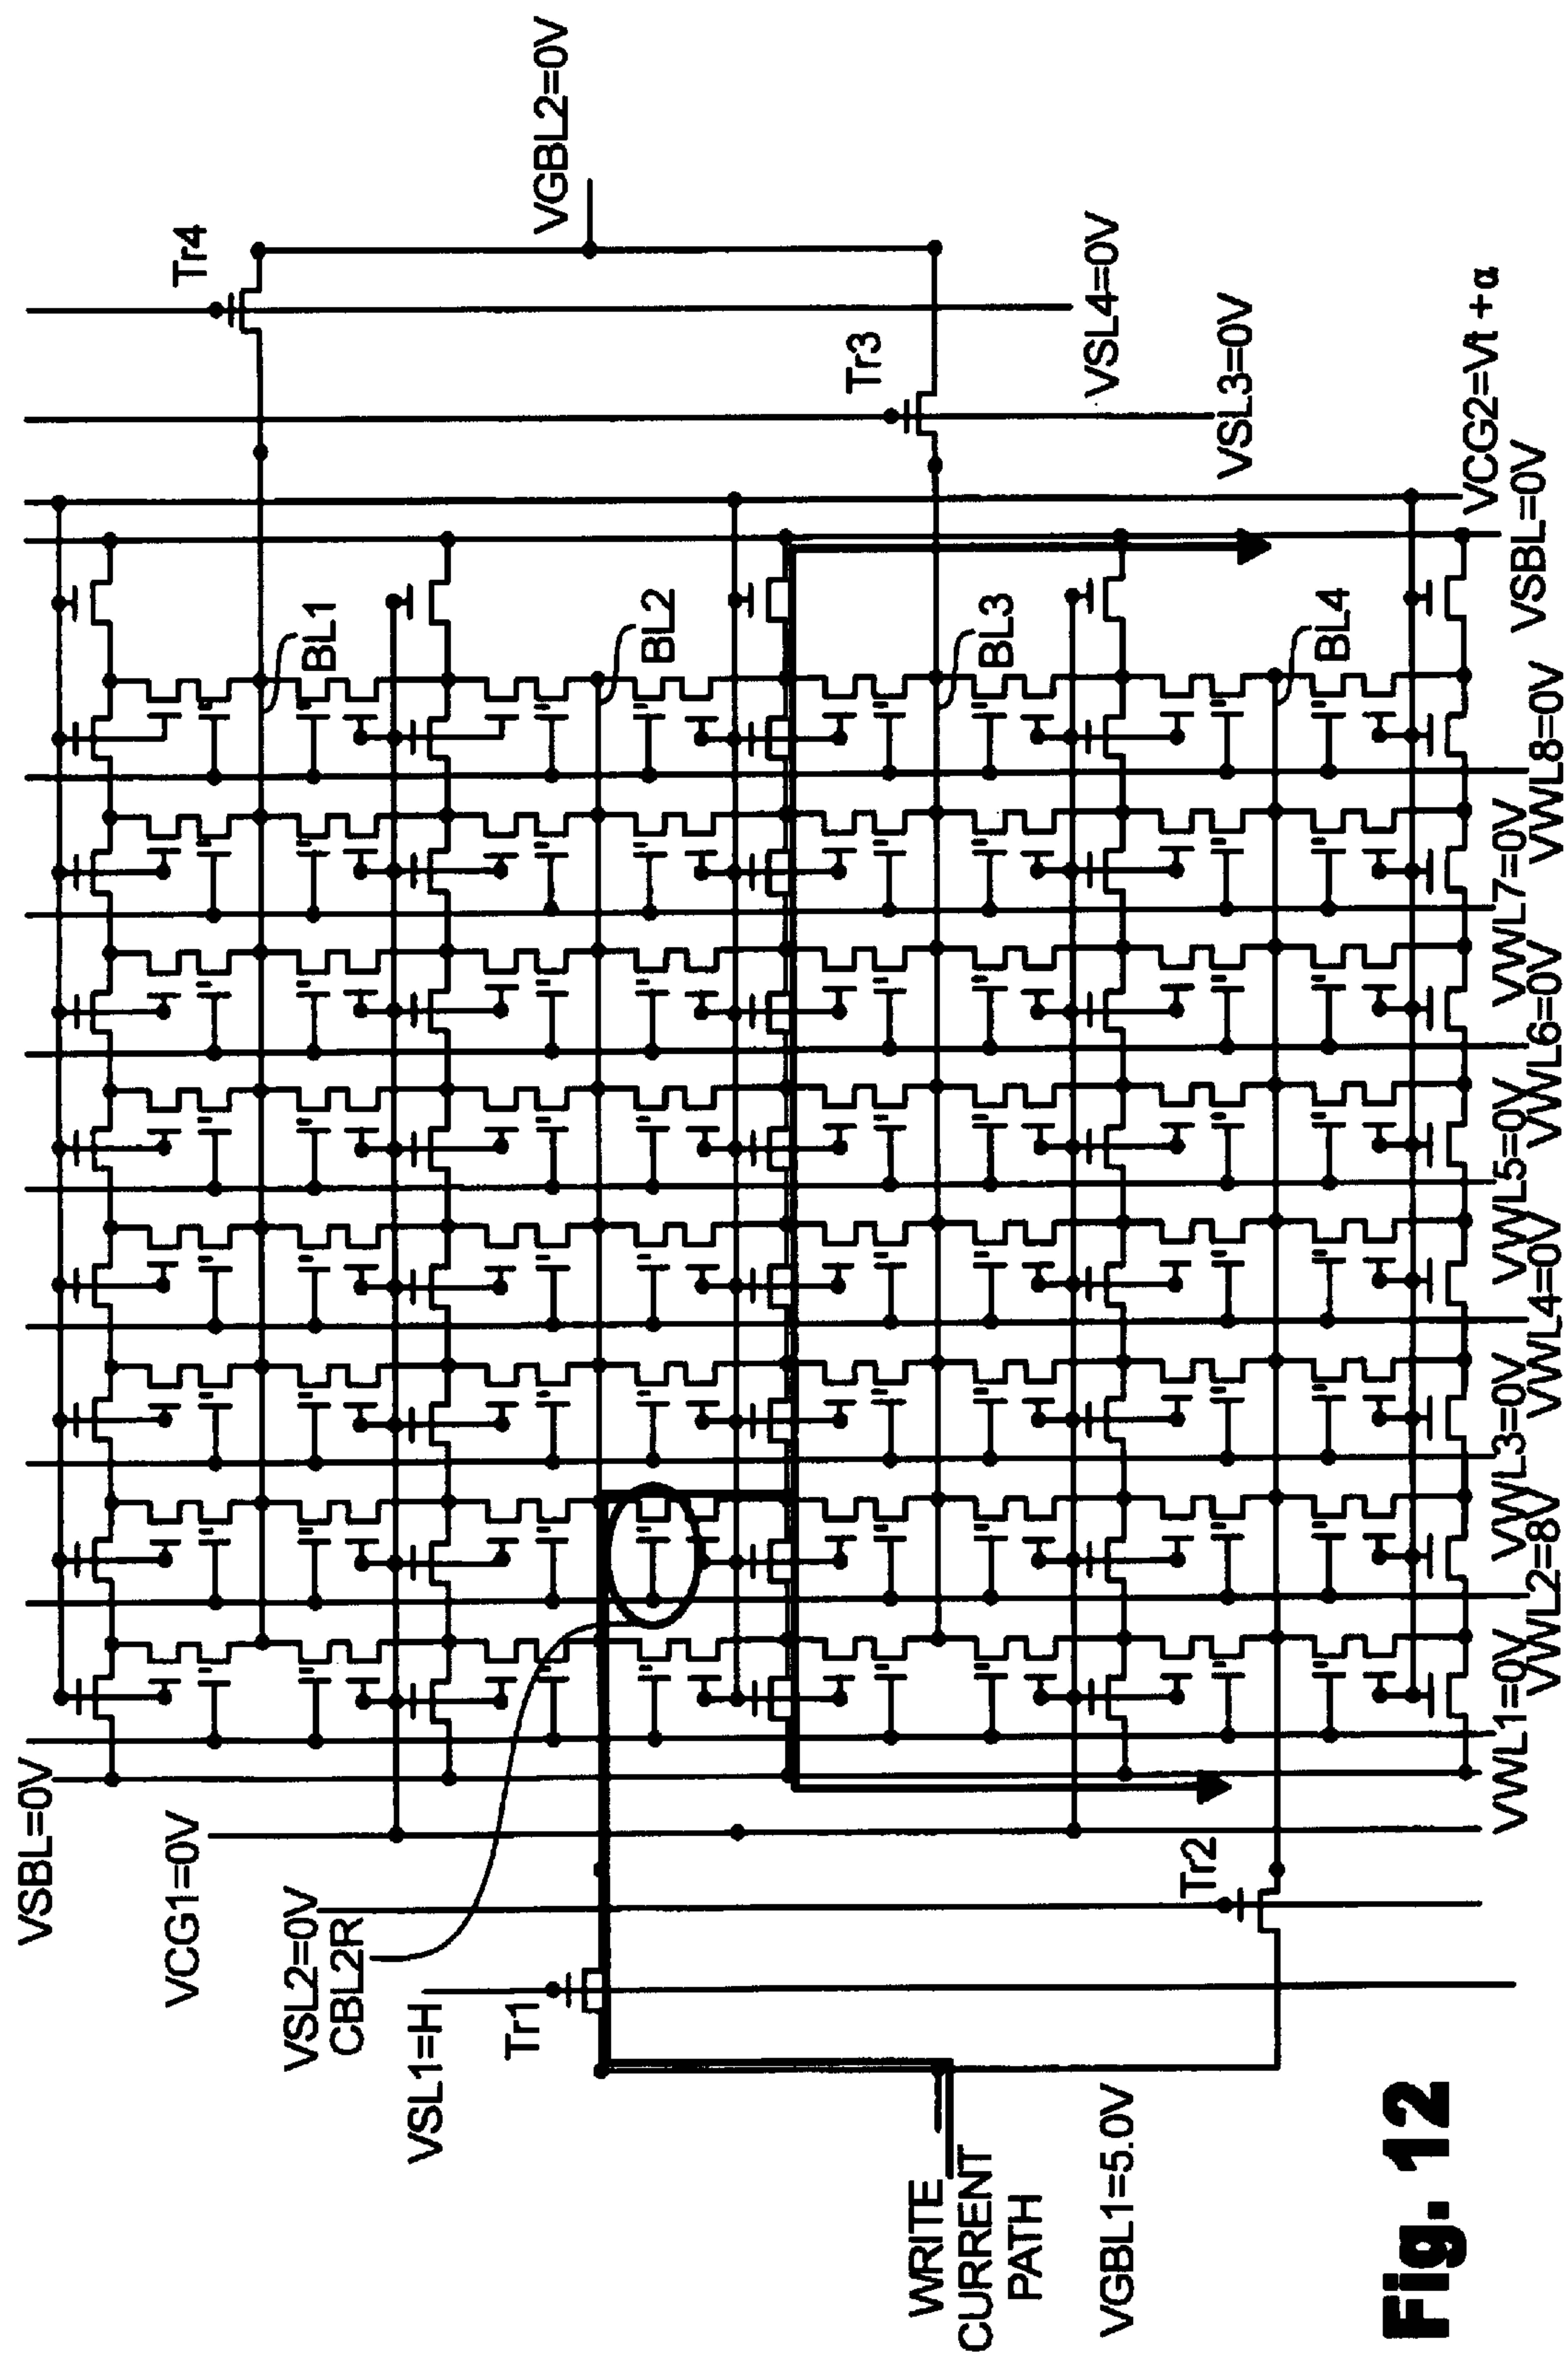 VGBL2=0V
Tr4
Tr3
VSL4=0V
VSL3=0V
VCG2=Vt+α
VSBL=0V
BL1
BL2
BL3
BL4
VWL8=0V
VWL7=0V
VWL6=0V
VWL5=0V
VWL4=0V
VWL3=0V
VWL2=8V
VWL1=0V
VSBL=0V
VCG1=0V
VSL2=0V
CBL2R
VSL1=H
Tr1
Tr2
WRITE
CURRENT
PATH
VGBL1=5.0V
Fig. 12